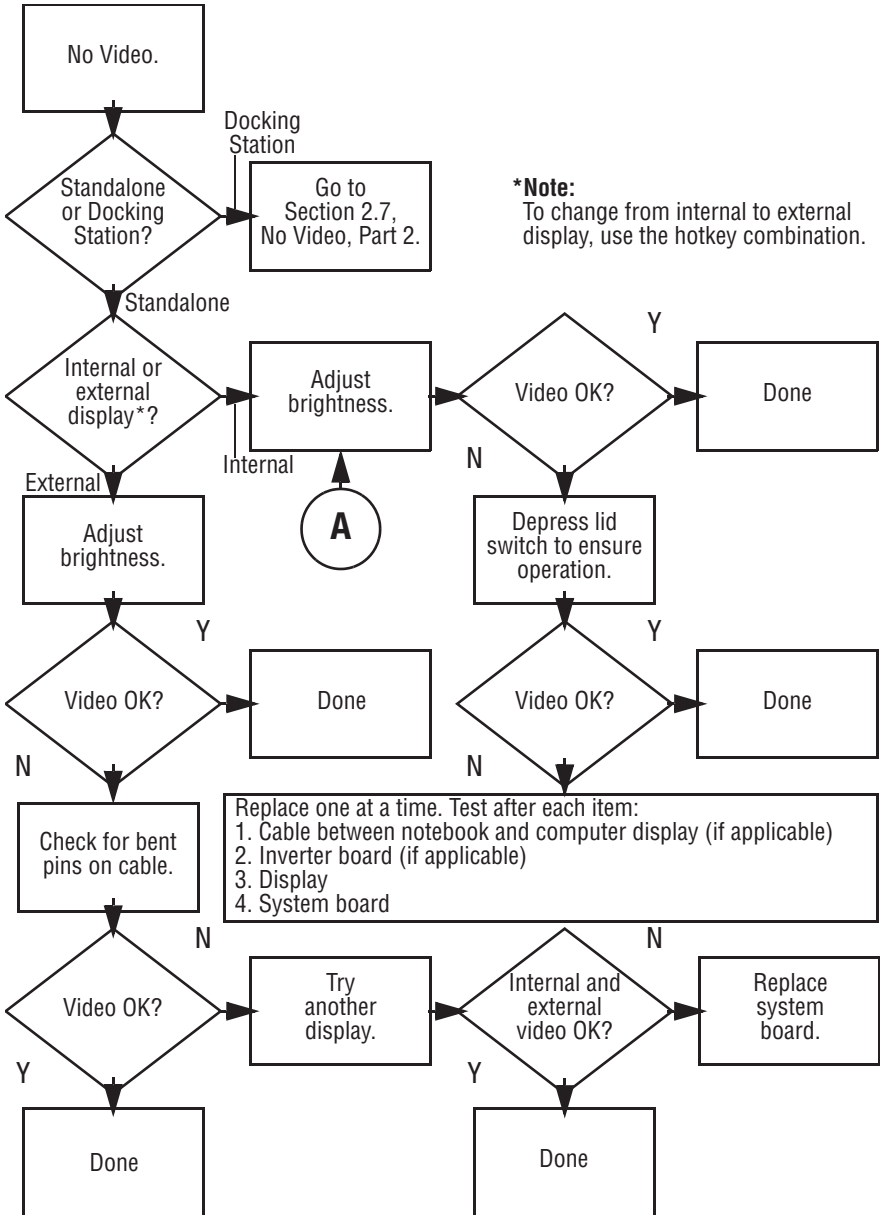 No Video.
Docking
Station
Standalone
or Docking
Station?
Go to
Section 2.7,
No Video, Part 2.
*Note:
To change from internal to external
display, use the hotkey combination.
Standalone
Internal or
external
display*?
Internal
Adjust
brightness.
A
Video OK?
Y
Done
N
Depress lid
switch to ensure
operation.
External
Adjust
brightness.
Video OK?
Y
Done
Video OK?
Y
Done
N
N
Check for bent
pins on cable.
Replace one at a time. Test after each item:
1. Cable between notebook and computer display (if applicable)
2. Inverter board (if applicable)
3. Display
4. System board
Video OK?
N
Try
another
display.
Internal and
external
video OK?
N
Replace
system
board.
Y
Done
Y
Done